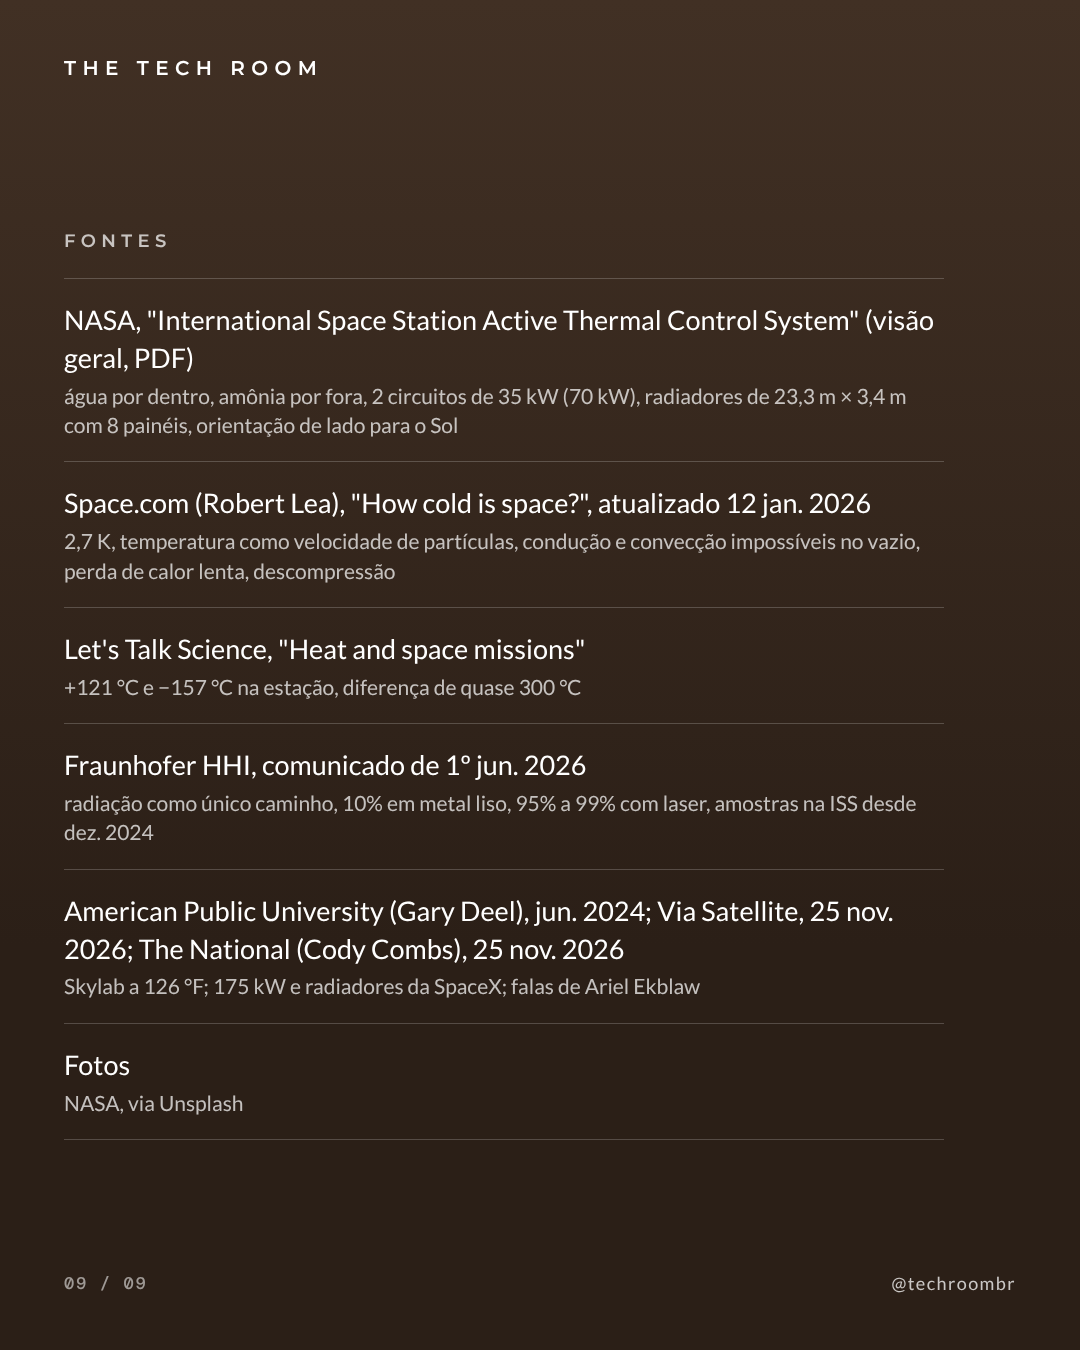 THE TECH ROOM
FONTES
NASA, "International Space Station Active Thermal Control System" (visão
geral, PDF)
água por dentro, amônia por fora, 2 circuitos de 35 kW (70 kW), radiadores de 23,3 m × 3,4 m
com 8 painéis, orientação de lado para o Sol
Space.com (Robert Lea), "How cold is space?", atualizado 12 jan. 2026
2,7 K, temperatura como velocidade de partículas, condução e convecção impossíveis no vazio,
perda de calor lenta, descompressão
Let's Talk Science, "Heat and space missions"
+121 °C e −157 °C na estação, diferença de quase 300 °C
Fraunhofer HHI, comunicado de 1º jun. 2026
radiação como único caminho, 10% em metal liso, 95% a 99% com laser, amostras na ISS desde
dez. 2024
American Public University (Gary Deel), jun. 2024; Via Satellite, 25 nov.
2026; The National (Cody Combs), 25 nov. 2026
Skylab a 126 °F; 175 kW e radiadores da SpaceX; falas de Ariel Ekblaw
Fotos
NASA, via Unsplash
09 / 09
@techroombr